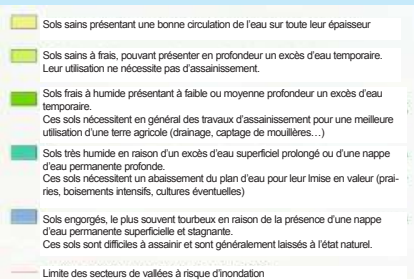 Sols sains présentant une bonne circulation de l'eau sur toute leur épaisseur
Sols sains à frais, pouvant présenter en profondeur un excès d'eau temporaire.
Leur utilisation ne nécessite pas d'assainissement.
Sols frais à humide présentant à faible ou moyenne profondeur un excès d'eau
temporaire.
Ces sols nécessitent en général des travaux d'assainissement pour une meilleure
utilisation d'une terre agricole (drainage, captage de mouillères…)
Sols très humide en raison d'un excès d'eau superficiel prolongé ou d'une nappe
d'eau permanente profonde.
Ces sols nécessitent un abaissement du plan d'eau pour leur lmise en valeur (prai-
ries, boisements intensifs, cultures éventuelles)
Sols engorgés, le plus souvent tourbeux en raison de la présence d'une nappe
d'eau permanente superficielle et stagnante.
Ces sols sont difficiles à assainir et sont généralement laissés à l'état naturel.
Limite des secteurs de vallées à risque d'inondation